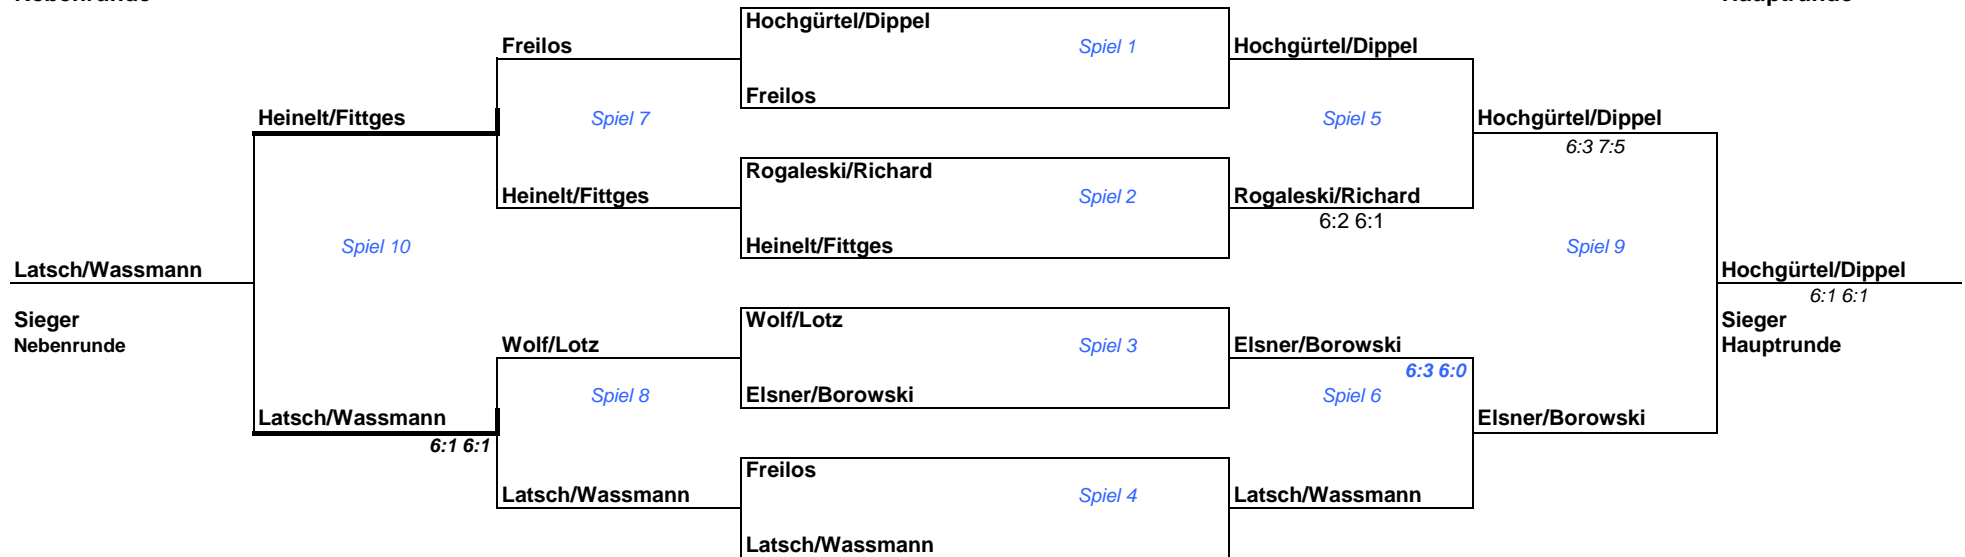 Nebenrunde Hauptrunde
Hochgürtel/Dippel
Freilos Spiel 1 Hochgürtel/Dippel
Freilos
Heinelt/Fittges Spiel 7 Spiel 5 Hochgürtel/Dippel
6:3 7:5
Rogaleski/Richard
Heinelt/Fittges Spiel 2 Rogaleski/Richard
6:2 6:1
Spiel 10 Heinelt/Fittges Spiel 9
Latsch/Wassmann Hochgürtel/Dippel
6:1 6:1
Sieger Wolf/Lotz Sieger
Nebenrunde Wolf/Lotz Spiel 3 Elsner/Borowski Hauptrunde
6:3 6:0
Spiel 8 Elsner/Borowski Spiel 6
Latsch/Wassmann Elsner/Borowski
6:1 6:1
Freilos
Latsch/Wassmann Spiel 4 Latsch/Wassmann
Latsch/Wassmann